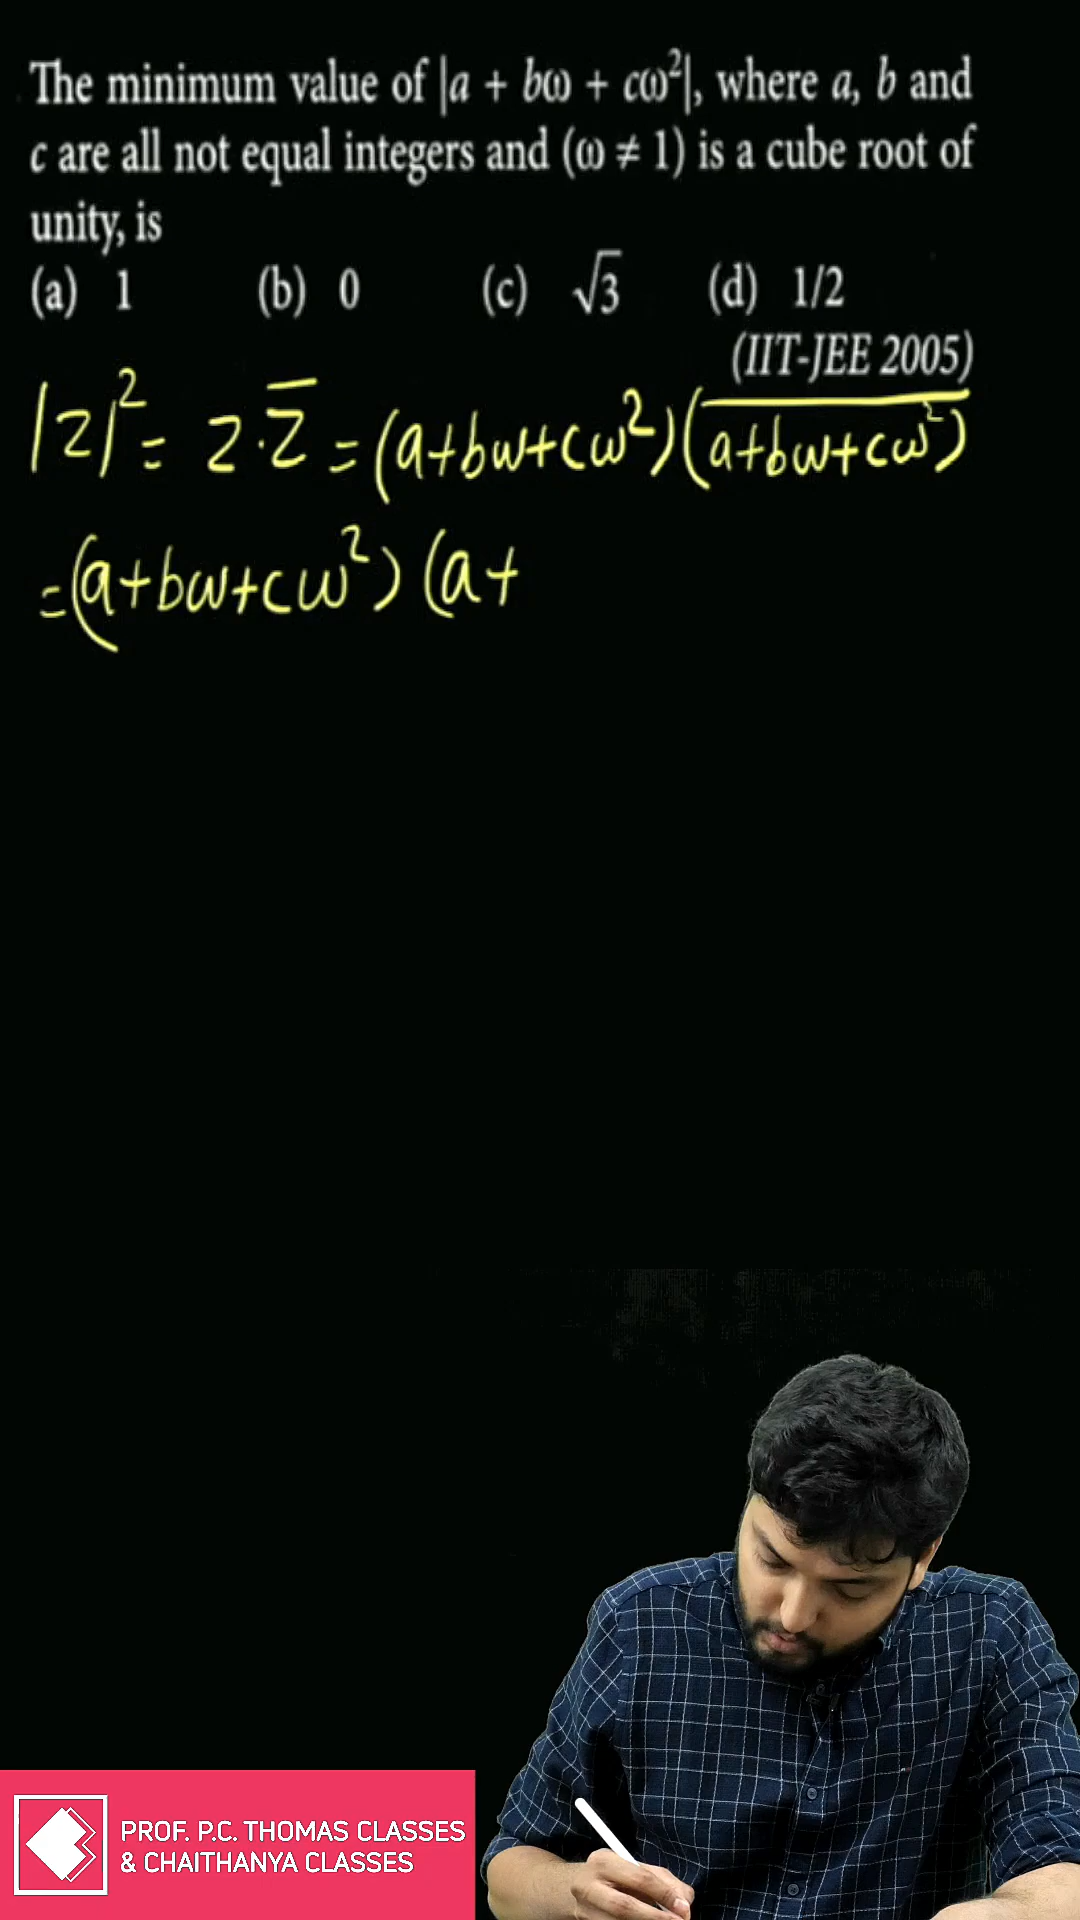 The minimum value of |a + bω + cω²|, where a, b and
c are all not equal integers and (ω ≠ 1) is a cube root of
unity, is
(a) 1 (b) 0 (c) √3 (d) 1/2
(IIT-JEE 2005)
|z|² = z·z̅ = (a+bω+cω²)(\overline{a+bω+cω²})
=(a+bω+cω²) (a+
PROF. P.C. THOMAS CLASSES
& CHAITHANYA CLASSES